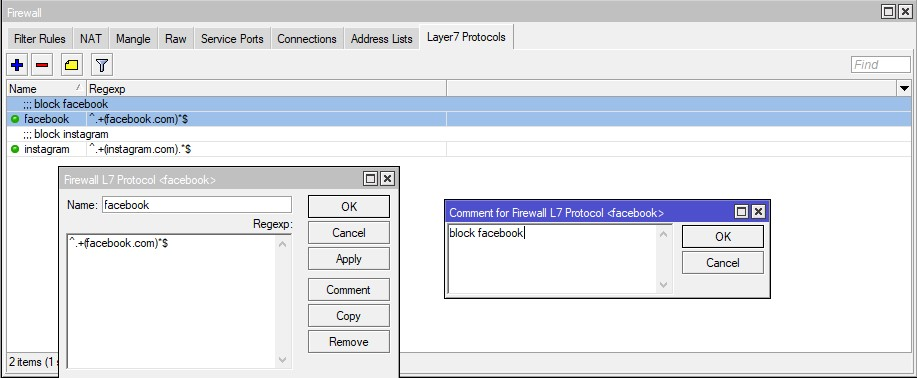 Firewall
Filter Rules NAT Mangle Raw Service Ports Connections Address Lists Layer7 Protocols
Find
Name / Regexp
;;; block facebook
facebook ^.+(facebook.com)*$
;;; block instagram
instagram ^.+(instagram.com).*$
Firewall L7 Protocol <facebook>
Name: facebook
OK
Regexp:
Cancel
^.+(facebook.com)*$
Apply
Comment
Copy
Remove
Comment for Firewall L7 Protocol <facebook>
block facebook
OK
Cancel
2 items (1